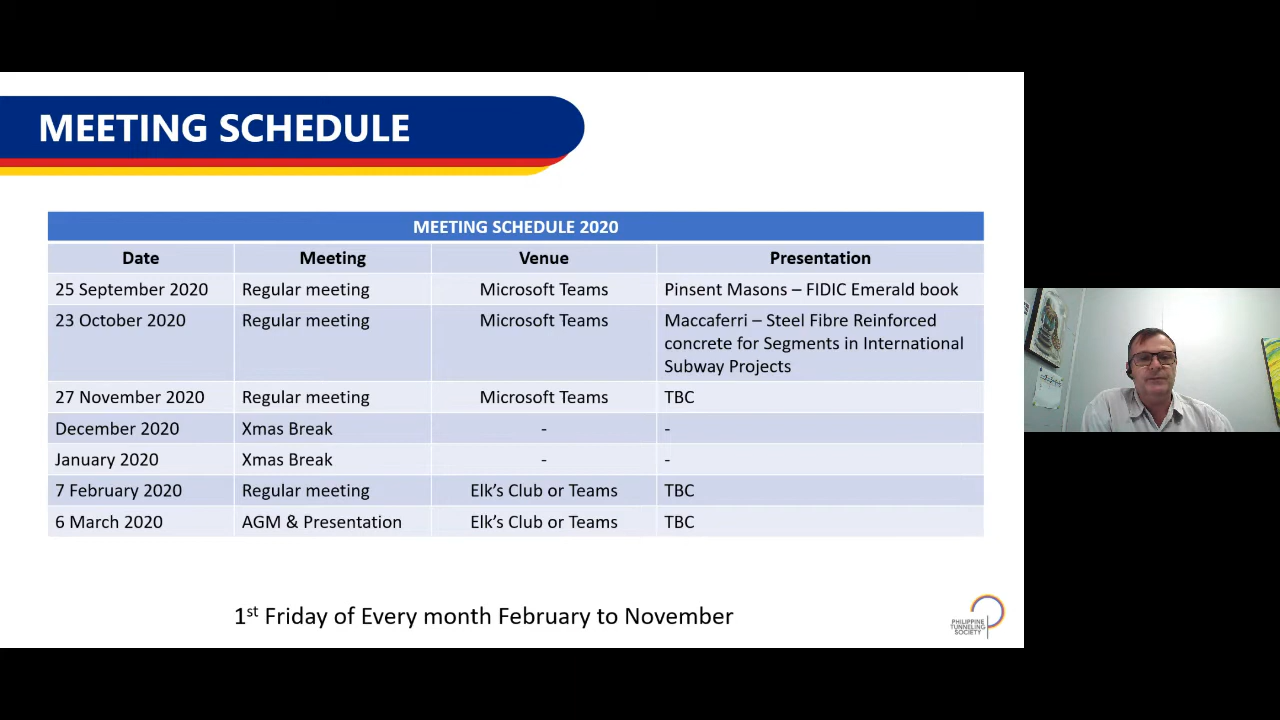 MEETING SCHEDULE
MEETING SCHEDULE 2020
Date Meeting Venue Presentation
25 September 2020 Regular meeting Microsoft Teams Pinsent Masons – FIDIC Emerald book
23 October 2020 Regular meeting Microsoft Teams Maccaferri – Steel Fibre Reinforced
concrete for Segments in International
Subway Projects
27 November 2020 Regular meeting Microsoft Teams TBC
December 2020 Xmas Break - -
January 2020 Xmas Break - -
7 February 2020 Regular meeting Elk's Club or Teams TBC
6 March 2020 AGM & Presentation Elk's Club or Teams TBC
1st Friday of Every month February to November
PHILIPPINE
TUNNELING
SOCIETY